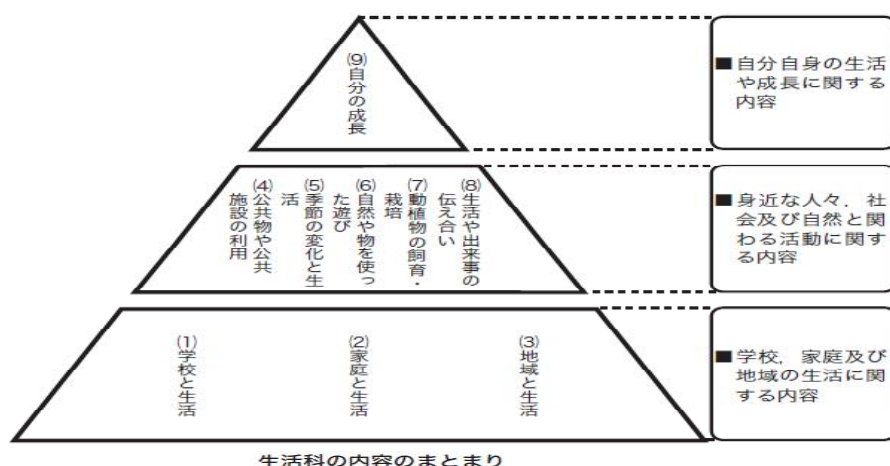 (9)自分の成長
■自分自身の生活
や成長に関する
内容
(4)公共物や公共
施設の利用
(5)季節の変化と生
活
(6)自然や物を使っ
た遊び
(7)動植物の飼育・
栽培
(8)生活や出来事の
伝え合い
■身近な人々，社
会及び自然と関
わる活動に関す
る内容
(1)学校と生活
(2)家庭と生活
(3)地域と生活
■学校，家庭及び
地域の生活に関
する内容
生活科の内容のまとまり